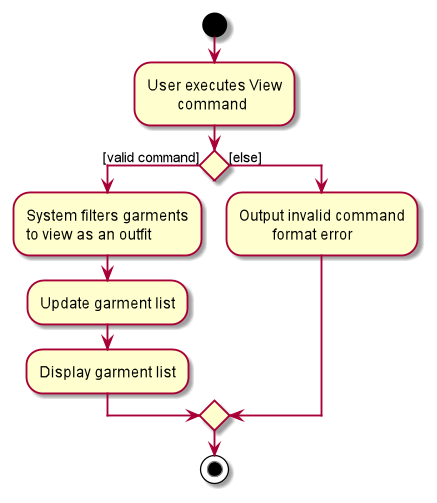 User executes View
command
[valid command]
[else]
System filters garments
to view as an outfit
Output invalid command
format error
Update garment list
Display garment list